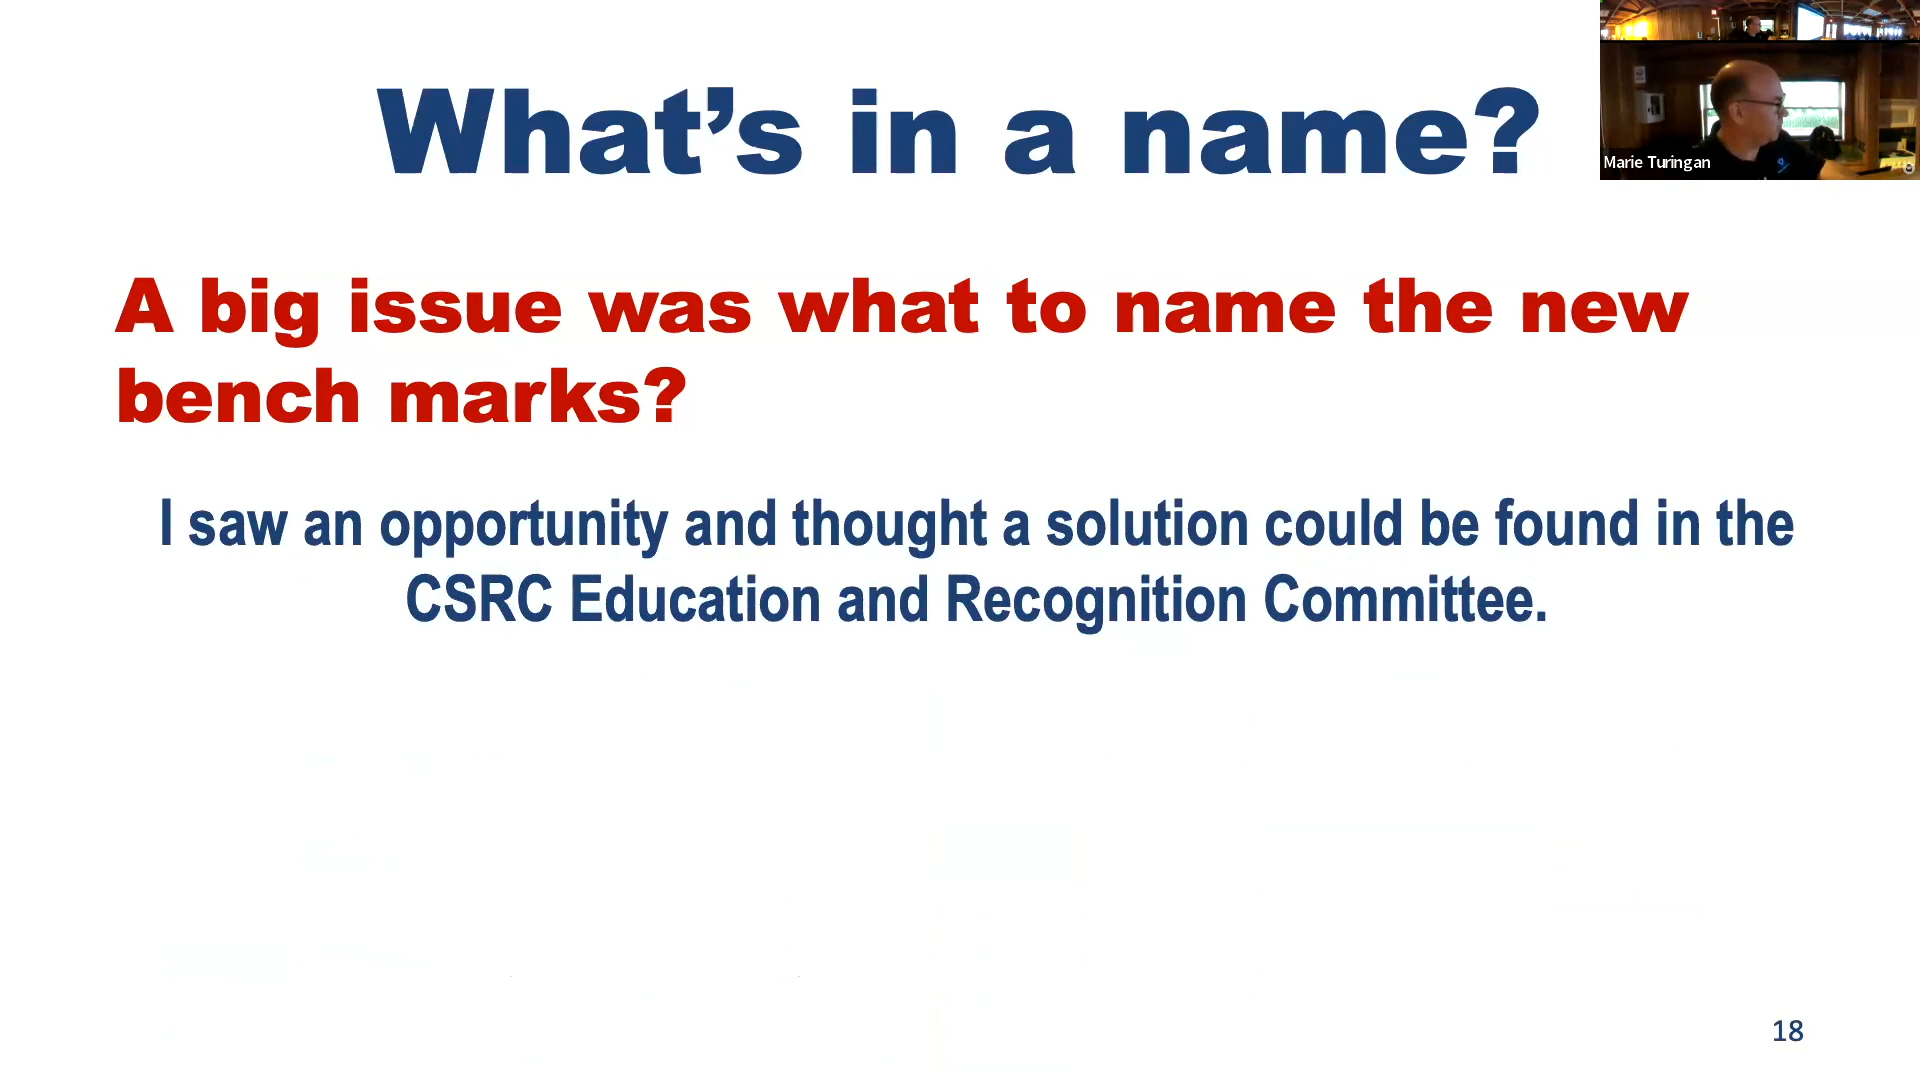 What’s in a name?
Marie Turingan
A big issue was what to name the new
bench marks?
I saw an opportunity and thought a solution could be found in the
CSRC Education and Recognition Committee.
18